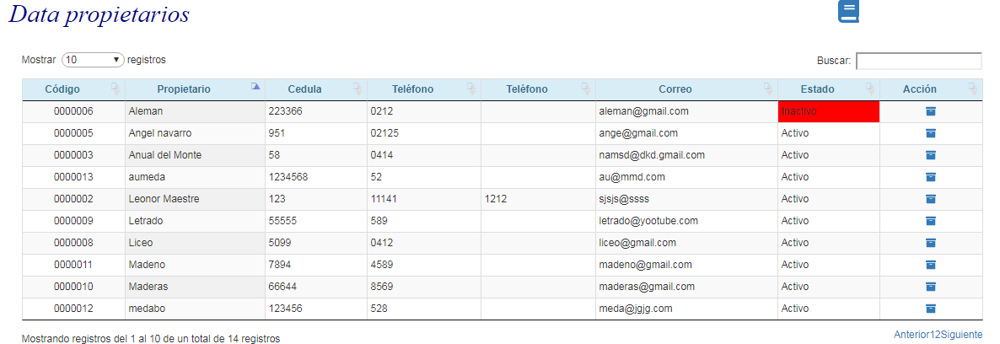 Data propietarios
Mostrar 10 registros Buscar:
Código Propietario Cedula Teléfono Teléfono Correo Estado Acción
0000006 Aleman 223366 0212 aleman@gmail.com Inactivo
0000005 Angel navarro 951 02125 ange@gmail.com Activo
0000003 Anual del Monte 58 0414 namsd@dkd.gmail.com Activo
0000013 aumeda 1234568 52 au@mmd.com Activo
0000002 Leonor Maestre 123 11141 1212 sjsjs@ssss Activo
0000009 Letrado 55555 589 letrado@yootube.com Activo
0000008 Liceo 5099 0412 liceo@gmail.com Activo
0000011 Madeno 7894 4589 madeno@gmail.com Activo
0000010 Maderas 66644 8569 maderas@gmail.com Activo
0000012 medabo 123456 528 meda@jgjg.com Activo
Mostrando registros del 1 al 10 de un total de 14 registros Anterior12Siguiente